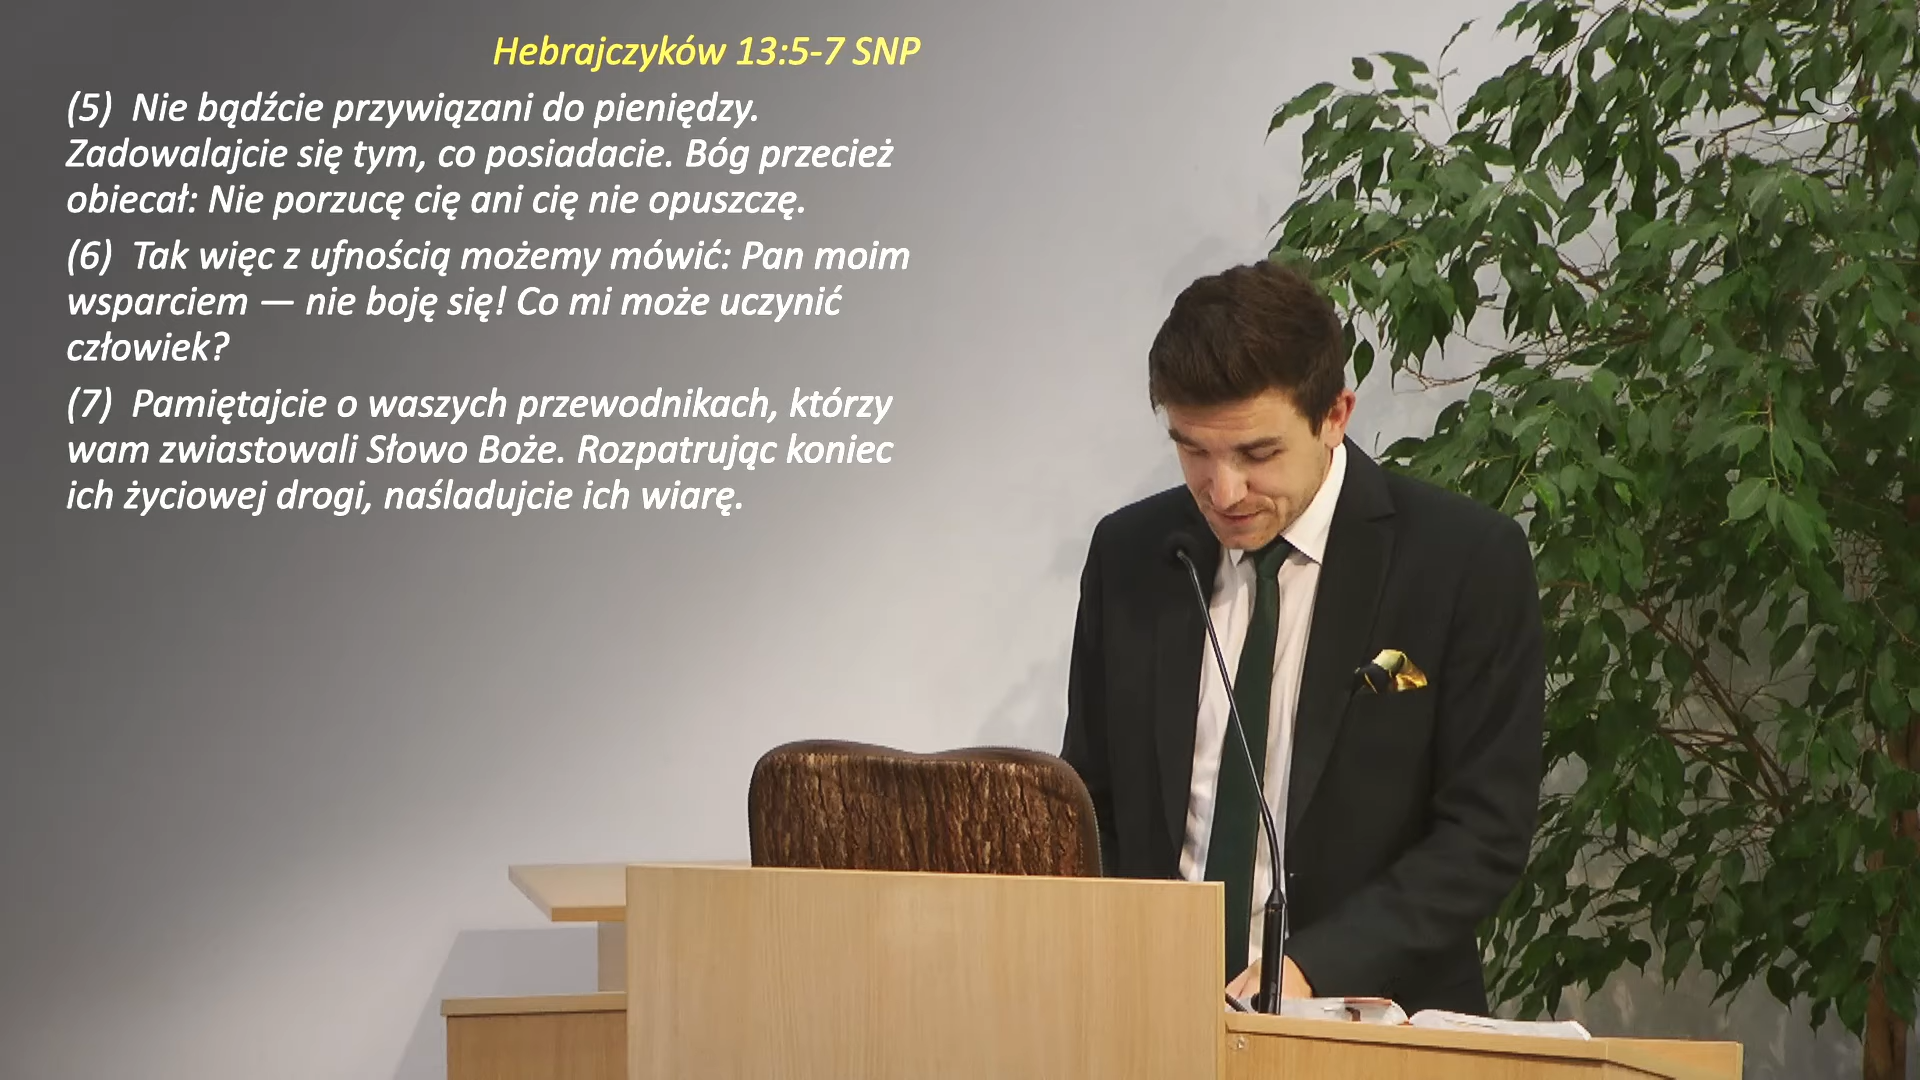 Hebrajczyków 13:5-7 SNP
(5) Nie bądźcie przywiązani do pieniędzy.
Zadowalajcie się tym, co posiadacie. Bóg przecież
obiecał: Nie porzucę cię ani cię nie opuszczę.
(6) Tak więc z ufnością możemy mówić: Pan moim
wsparciem — nie boję się! Co mi może uczynić
człowiek?
(7) Pamiętajcie o waszych przewodnikach, którzy
wam zwiastowali Słowo Boże. Rozpatrując koniec
ich życiowej drogi, naśladujcie ich wiarę.